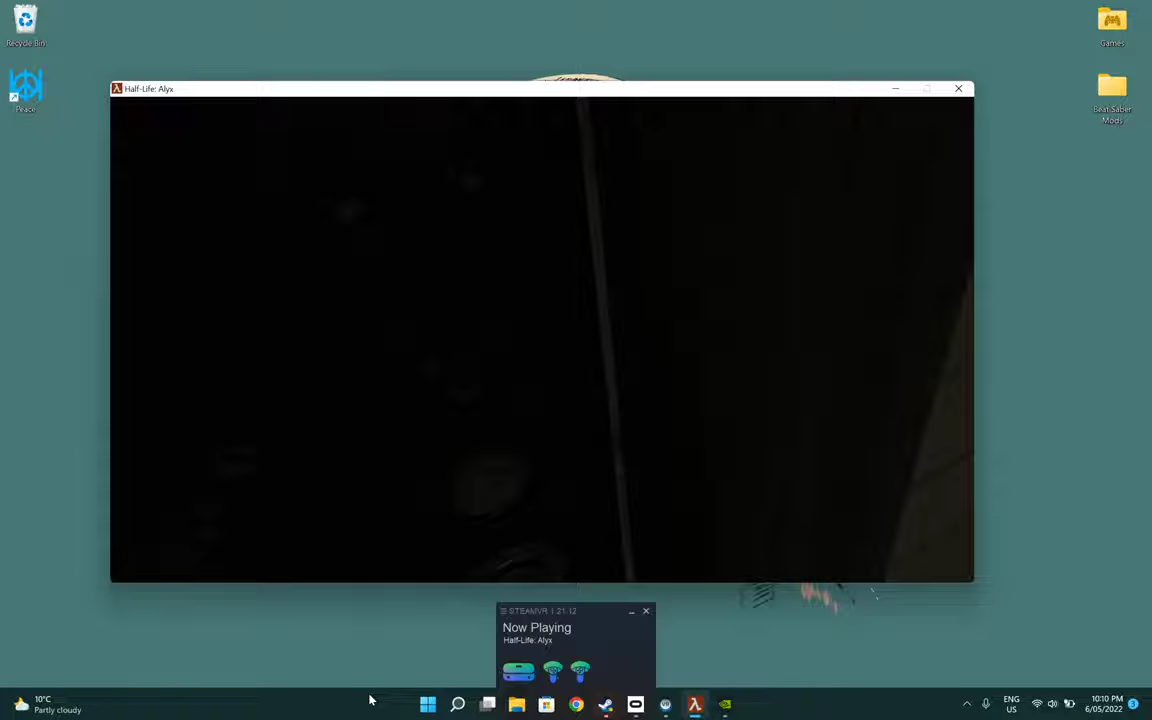 Recycle Bin
Peace
Games
Beat Saber
Mods
Half-Life: Alyx
STEAMVR 1.21.12
Now Playing
Half-Life: Alyx
10°C
Partly cloudy
ENG
US
10:10 PM
6/05/2022
3